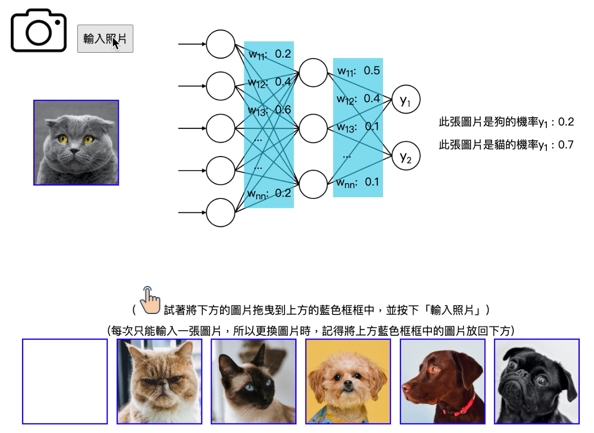 輸入照片
w11: 0.2
w12: 0.4
w13: 0.6
...
...
wnn: 0.2
w11: 0.5
w12: 0.4
w13: 0.1
...
wnn: 0.1
y1
y2
此張圖片是狗的機率y1 : 0.2
此張圖片是貓的機率y1 : 0.7
( 試著將下方的圖片拖曳到上方的藍色框框中，並按下「輸入照片」)
(每次只能輸入一張圖片，所以更換圖片時，記得將上方藍色框框中的圖片放回下方)